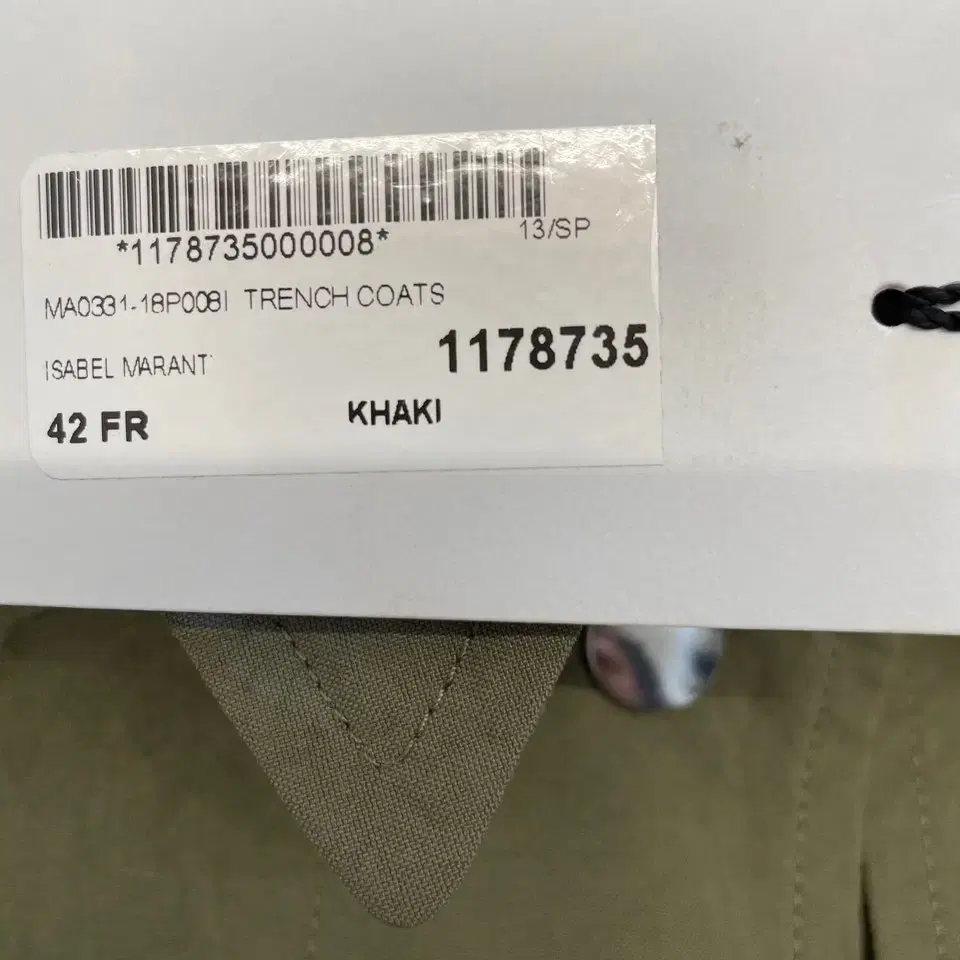 13/SP
*1178735000008*
MA0331-18P008I TRENCH COATS
ISABEL MARANT
1178735
42 FR KHAKI